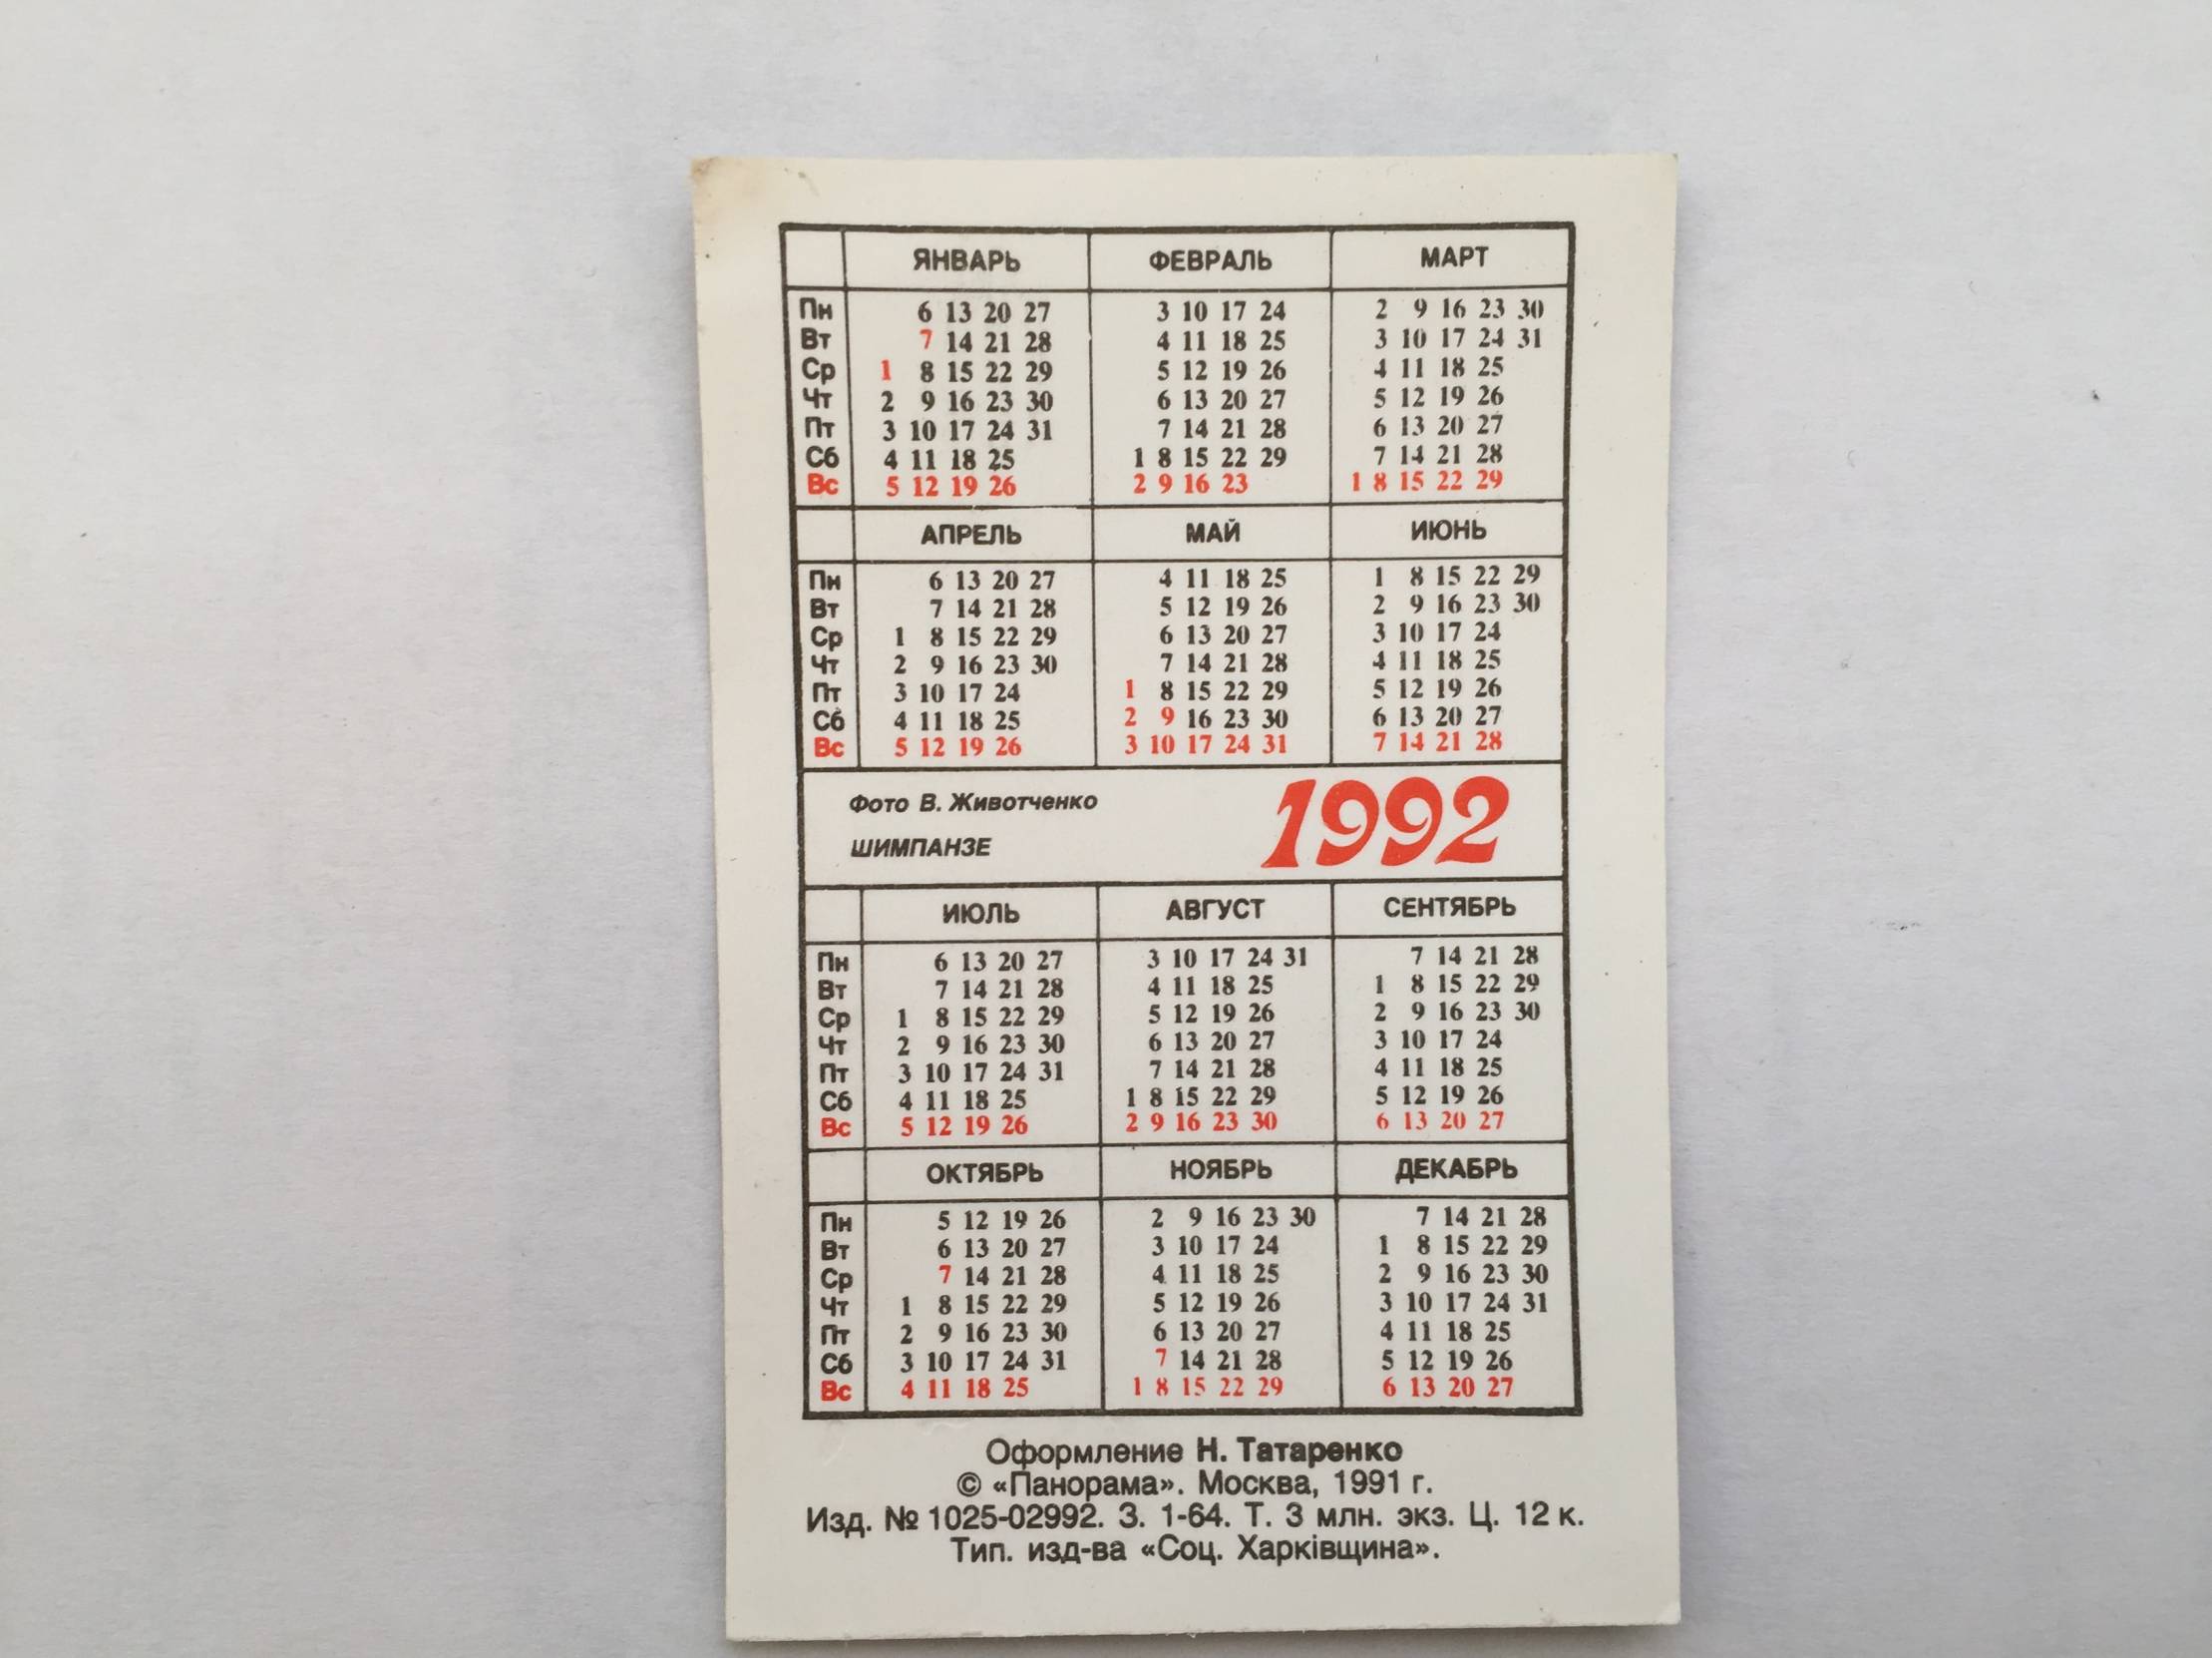 ЯНВАРЬ ФЕВРАЛЬ МАРТ
Пн 6 13 20 27 3 10 17 24 2 9 16 23 30
Вт 7 14 21 28 4 11 18 25 3 10 17 24 31
Ср 1 8 15 22 29 5 12 19 26 4 11 18 25
Чт 2 9 16 23 30 6 13 20 27 5 12 19 26
Пт 3 10 17 24 31 7 14 21 28 6 13 20 27
Сб 4 11 18 25 1 8 15 22 29 7 14 21 28
Вс 5 12 19 26 2 9 16 23 1 8 15 22 29
АПРЕЛЬ МАЙ ИЮНЬ
Пн 6 13 20 27 4 11 18 25 1 8 15 22 29
Вт 7 14 21 28 5 12 19 26 2 9 16 23 30
Ср 1 8 15 22 29 6 13 20 27 3 10 17 24
Чт 2 9 16 23 30 7 14 21 28 4 11 18 25
Пт 3 10 17 24 1 8 15 22 29 5 12 19 26
Сб 4 11 18 25 2 9 16 23 30 6 13 20 27
Вс 5 12 19 26 3 10 17 24 31 7 14 21 28
Фото В. Животченко
ШИМПАНЗЕ
1992
ИЮЛЬ АВГУСТ СЕНТЯБРЬ
Пн 6 13 20 27 3 10 17 24 31 7 14 21 28
Вт 7 14 21 28 4 11 18 25 1 8 15 22 29
Ср 1 8 15 22 29 5 12 19 26 2 9 16 23 30
Чт 2 9 16 23 30 6 13 20 27 3 10 17 24
Пт 3 10 17 24 31 7 14 21 28 4 11 18 25
Сб 4 11 18 25 1 8 15 22 29 5 12 19 26
Вс 5 12 19 26 2 9 16 23 30 6 13 20 27
ОКТЯБРЬ НОЯБРЬ ДЕКАБРЬ
Пн 5 12 19 26 2 9 16 23 30 7 14 21 28
Вт 6 13 20 27 3 10 17 24 1 8 15 22 29
Ср 7 14 21 28 4 11 18 25 2 9 16 23 30
Чт 1 8 15 22 29 5 12 19 26 3 10 17 24 31
Пт 2 9 16 23 30 6 13 20 27 4 11 18 25
Сб 3 10 17 24 31 7 14 21 28 5 12 19 26
Вс 4 11 18 25 1 8 15 22 29 6 13 20 27
Оформление Н. Татаренко
© «Панорама». Москва, 1991 г.
Изд. № 1025-02992. З. 1-64. Т. 3 млн. экз. Ц. 12 к.
Тип. изд-ва «Соц. Харкiвщина».